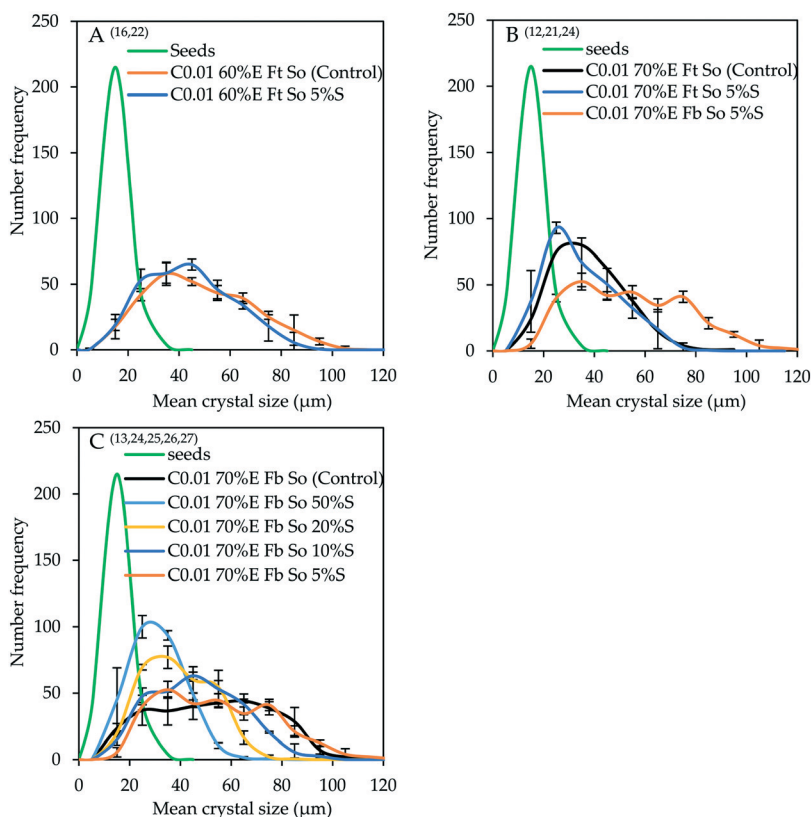 A (16,22)
Seeds
C0.01 60%E Ft So (Control)
C0.01 60%E Ft So 5%S
250
200
150
100
50
0
Number frequency
0 20 40 60 80 100 120
Mean crystal size (μm)
B (12,21,24)
seeds
C0.01 70%E Ft So (Control)
C0.01 70%E Ft So 5%S
C0.01 70%E Fb So 5%S
250
200
150
100
50
0
Number frequency
0 20 40 60 80 100 120
Mean crystal size (μm)
C (13,24,25,26,27)
seeds
C0.01 70%E Fb So (Control)
C0.01 70%E Fb So 50%S
C0.01 70%E Fb So 20%S
C0.01 70%E Fb So 10%S
C0.01 70%E Fb So 5%S
250
200
150
100
50
0
Number frequency
0 20 40 60 80 100 120
Mean crystal size (μm)